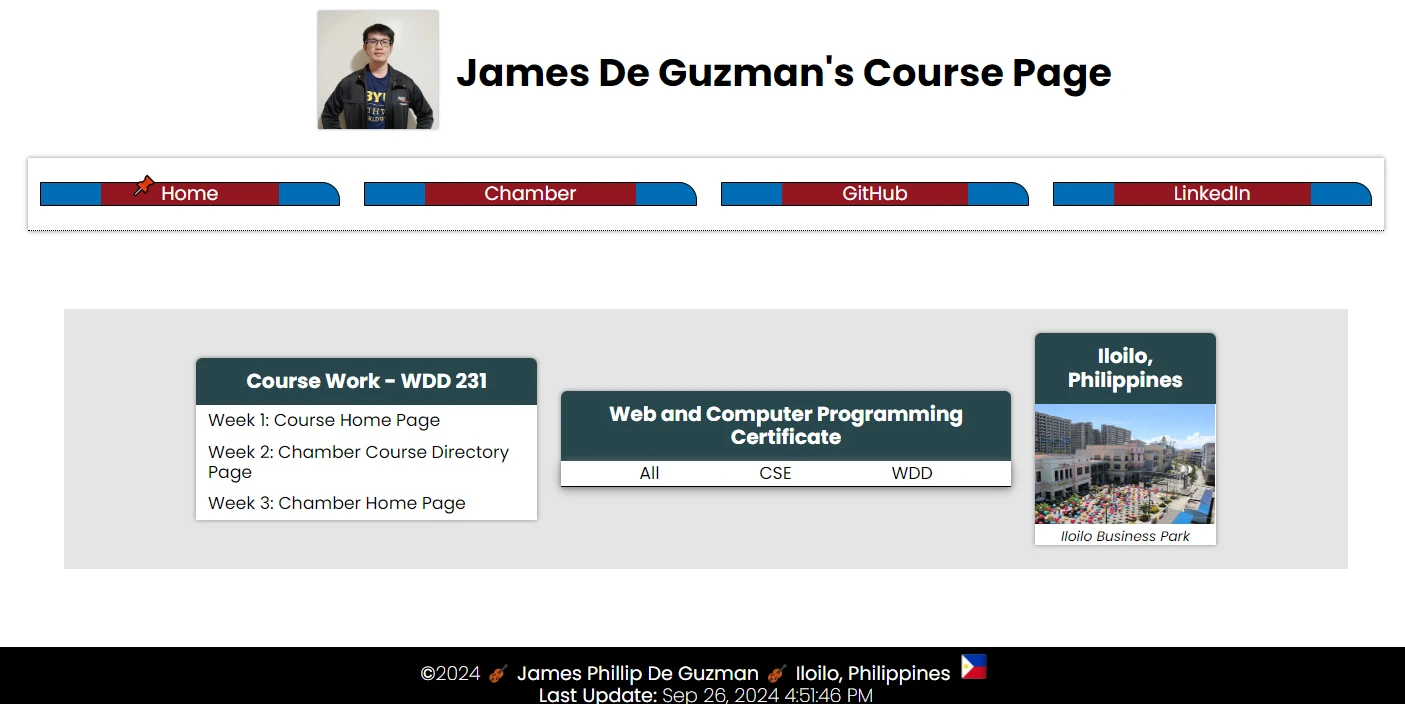 James De Guzman's Course Page
BYU
Home
Chamber
GitHub
LinkedIn
Course Work - WDD 231
Week 1: Course Home Page
Week 2: Chamber Course Directory
Page
Week 3: Chamber Home Page
Web and Computer Programming
Certificate
All CSE WDD
Iloilo,
Philippines
Iloilo Business Park
©2024 James Phillip De Guzman Iloilo, Philippines
Last Update: Sep 26, 2024 4:51:46 PM